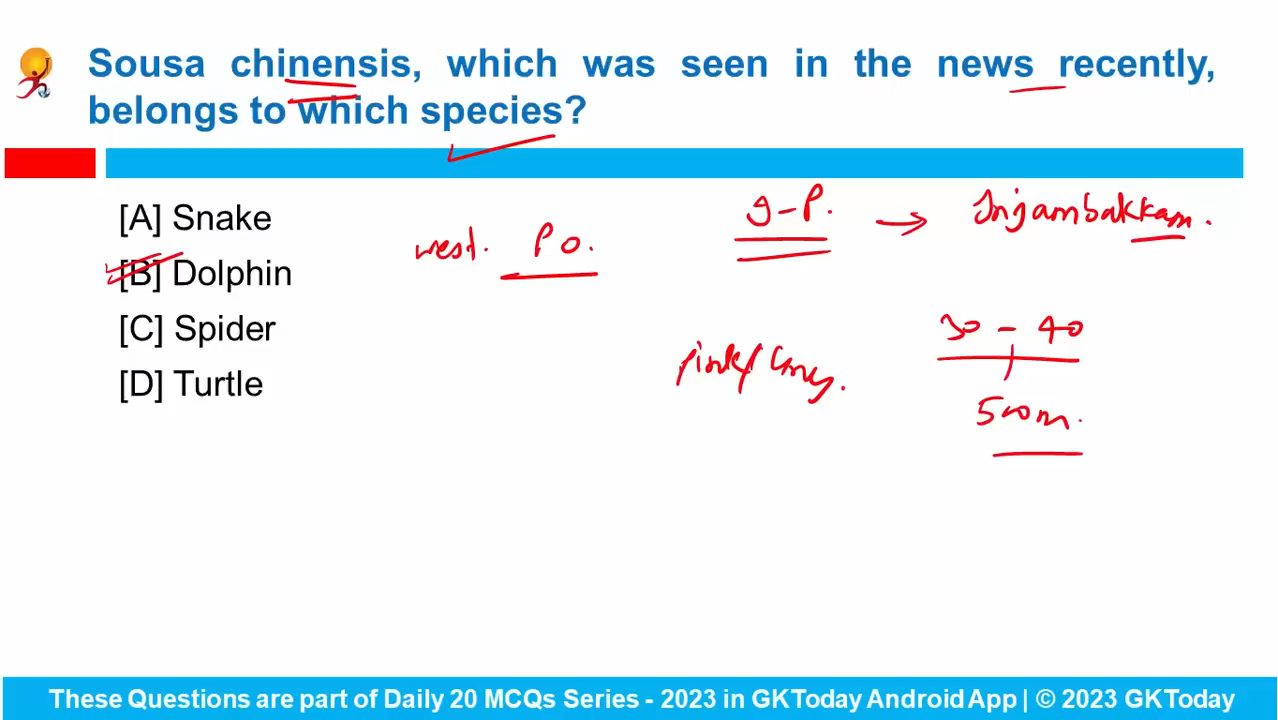 Sousa chinensis, which was seen in the news recently,
belongs to which species?
[A] Snake
[B] Dolphin
[C] Spider
[D] Turtle
west. P O.
g-P. → Injambakkam.
30 - 40
500m.
These Questions are part of Daily 20 MCQs Series - 2023 in GKToday Android App | © 2023 GKToday